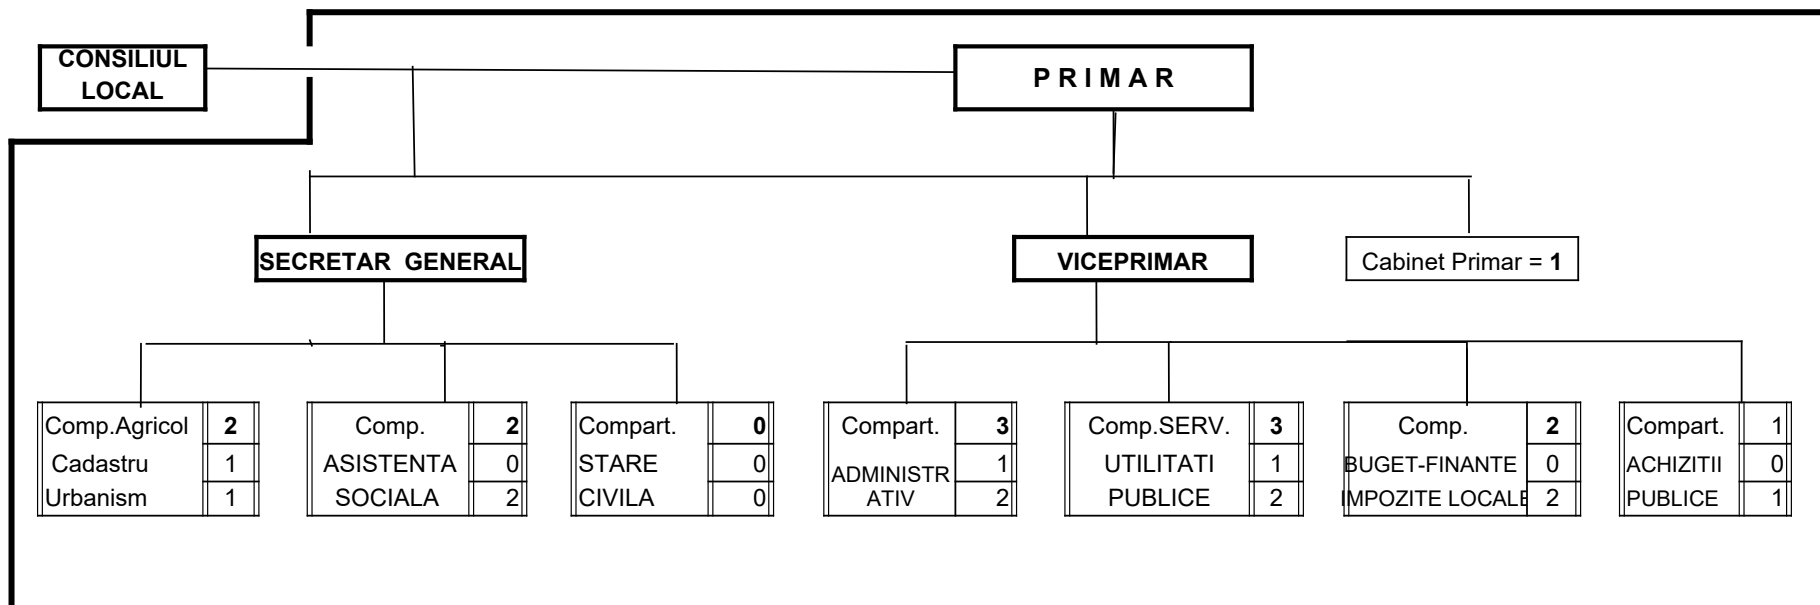 CONSILIUL
LOCAL
P R I M A R
SECRETAR GENERAL
VICEPRIMAR
Cabinet Primar = 1
Comp.Agricol 2
Cadastru 1
Urbanism 1
Comp. 2
ASISTENTA 0
SOCIALA 2
Compart. 0
STARE 0
CIVILA 0
Compart. 3
ADMINISTR 1
ATIV 2
Comp.SERV. 3
UTILITATI 1
PUBLICE 2
Comp. 2
BUGET-FINANTE 0
IMPOZITE LOCALE 2
Compart. 1
ACHIZITII 0
PUBLICE 1